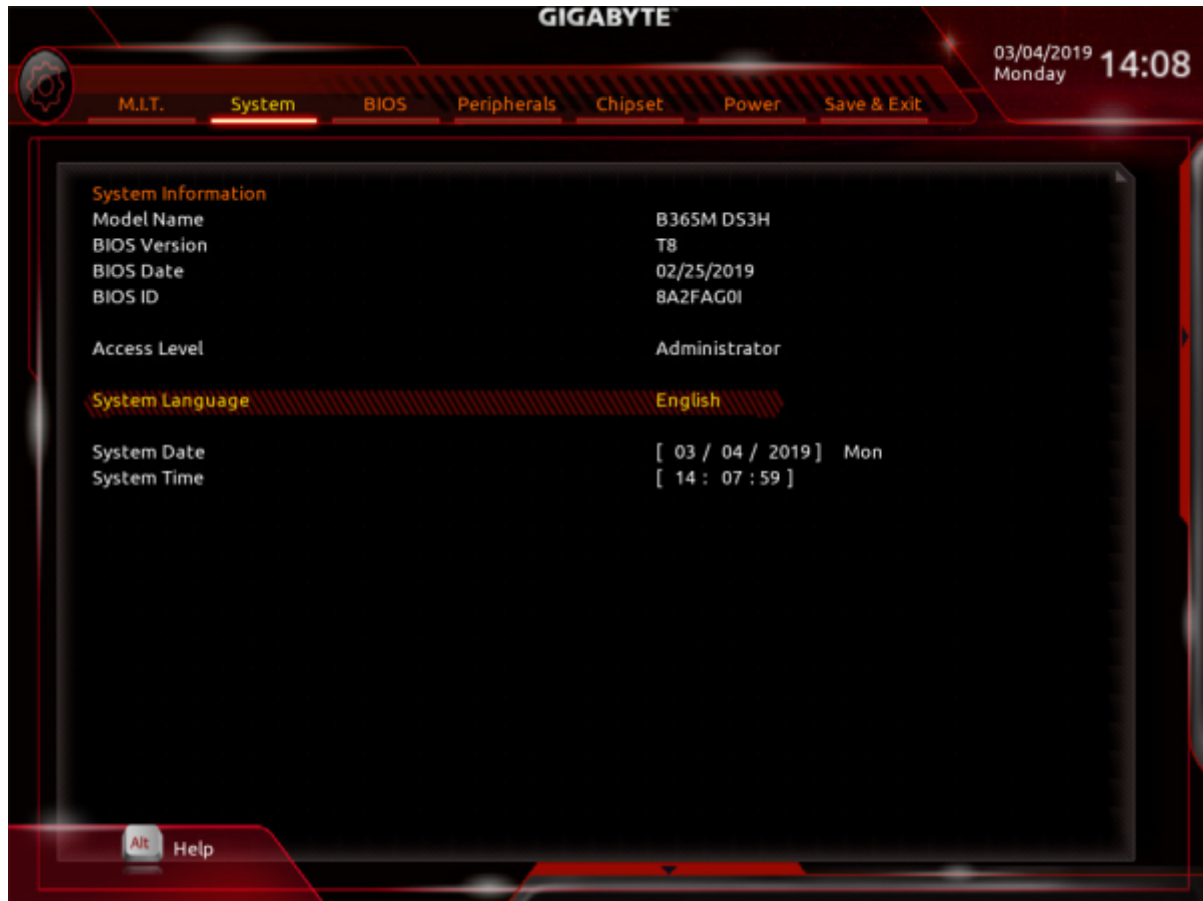 GIGABYTE
03/04/2019 14:08
Monday
M.I.T. System BIOS Peripherals Chipset Power Save & Exit
System Information
Model Name B365M DS3H
BIOS Version T8
BIOS Date 02/25/2019
BIOS ID 8A2FAG0I
Access Level Administrator
System Language English
System Date [ 03 / 04 / 2019 ] Mon
System Time [ 14 : 07 : 59 ]
Alt Help